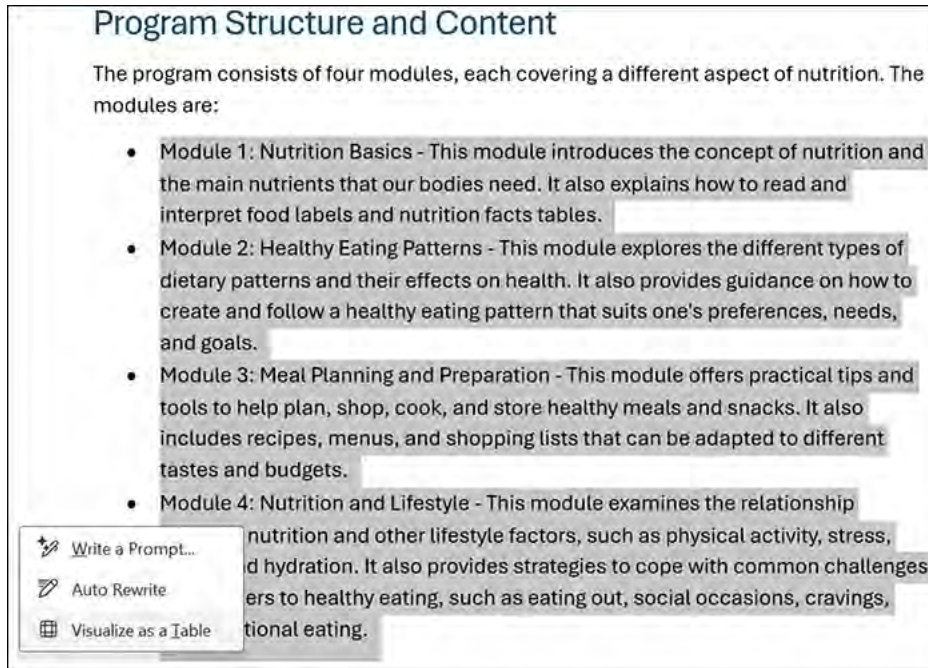 Program Structure and Content
The program consists of four modules, each covering a different aspect of nutrition. The
modules are:
• Module 1: Nutrition Basics - This module introduces the concept of nutrition and
the main nutrients that our bodies need. It also explains how to read and
interpret food labels and nutrition facts tables.
• Module 2: Healthy Eating Patterns - This module explores the different types of
dietary patterns and their effects on health. It also provides guidance on how to
create and follow a healthy eating pattern that suits one's preferences, needs,
and goals.
• Module 3: Meal Planning and Preparation - This module offers practical tips and
tools to help plan, shop, cook, and store healthy meals and snacks. It also
includes recipes, menus, and shopping lists that can be adapted to different
tastes and budgets.
• Module 4: Nutrition and Lifestyle - This module examines the relationship
nutrition and other lifestyle factors, such as physical activity, stress,
d hydration. It also provides strategies to cope with common challenges
ers to healthy eating, such as eating out, social occasions, cravings,
tional eating.
Write a Prompt...
Auto Rewrite
Visualize as a Table